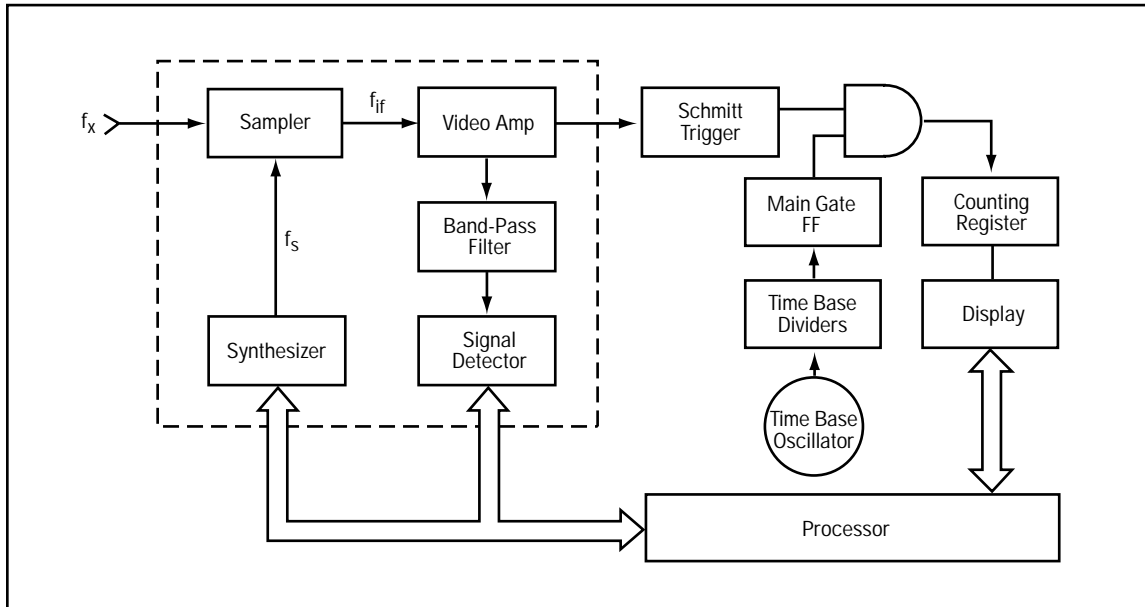 f_x
Sampler
f_if
Video Amp
Schmitt
Trigger
Main Gate
FF
Counting
Register
Band-Pass
Filter
f_s
Time Base
Dividers
Display
Synthesizer
Signal
Detector
Time Base
Oscillator
Processor